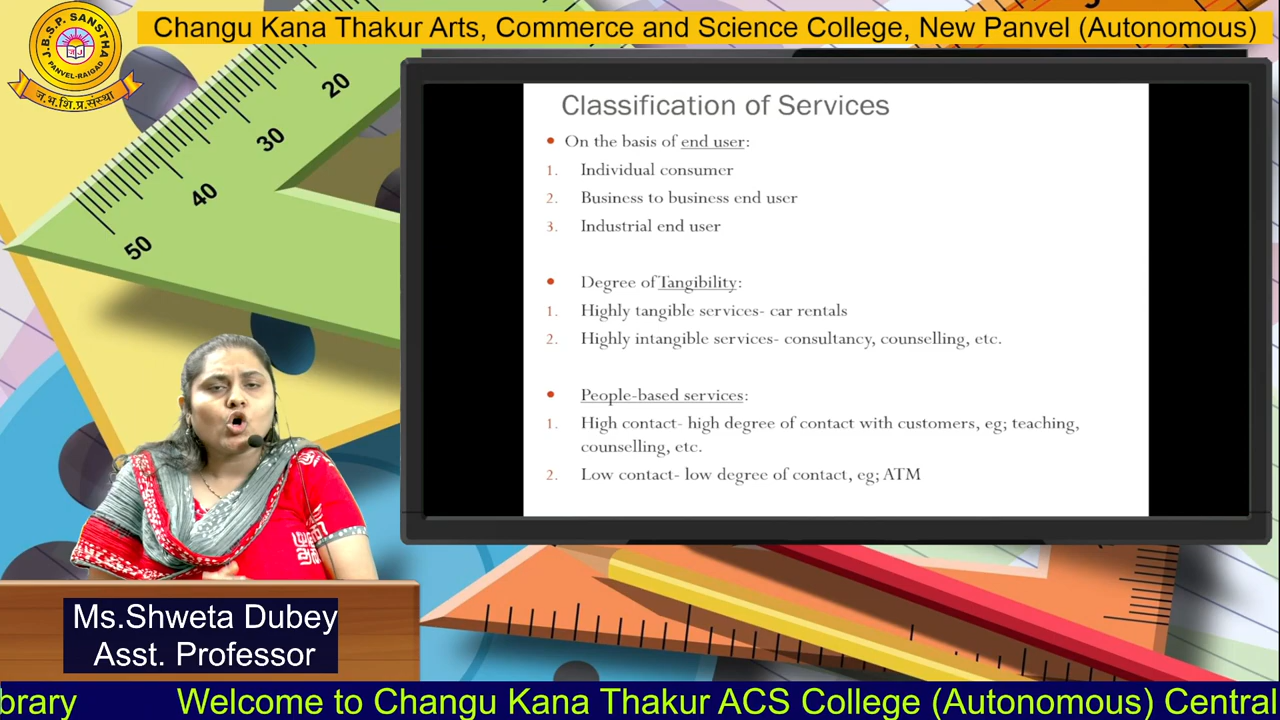 Changu Kana Thakur Arts, Commerce and Science College, New Panvel (Autonomous)
J.B.S.P. SANSTHA
PANVEL-RAIGAD
ज.भ.शि.प्र.संस्था
20
30
40
50
Classification of Services
• On the basis of end user:
1. Individual consumer
2. Business to business end user
3. Industrial end user
• Degree of Tangibility:
1. Highly tangible services- car rentals
2. Highly intangible services- consultancy, counselling, etc.
• People-based services:
1. High contact- high degree of contact with customers, eg; teaching,
counselling, etc.
2. Low contact- low degree of contact, eg; ATM
Ms.Shweta Dubey
Asst. Professor
brary Welcome to Changu Kana Thakur ACS College (Autonomous) Central